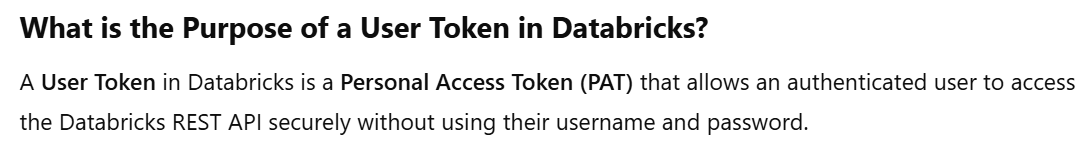 What is the Purpose of a User Token in Databricks?
A User Token in Databricks is a Personal Access Token (PAT) that allows an authenticated user to access
the Databricks REST API securely without using their username and password.